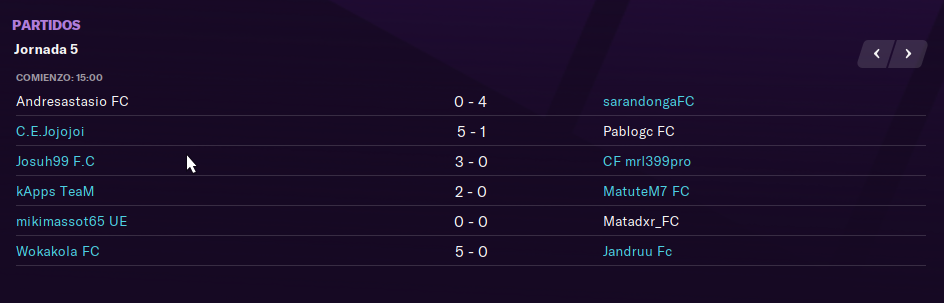 PARTIDOS
Jornada 5
COMIENZO: 15:00
Andresastasio FC 0 - 4 sarandongaFC
C.E.Jojojoi 5 - 1 Pablogc FC
Josuh99 F.C 3 - 0 CF mrl399pro
kApps TeaM 2 - 0 MatuteM7 FC
mikimassot65 UE 0 - 0 Matadxr_FC
Wokakola FC 5 - 0 Jandruu Fc